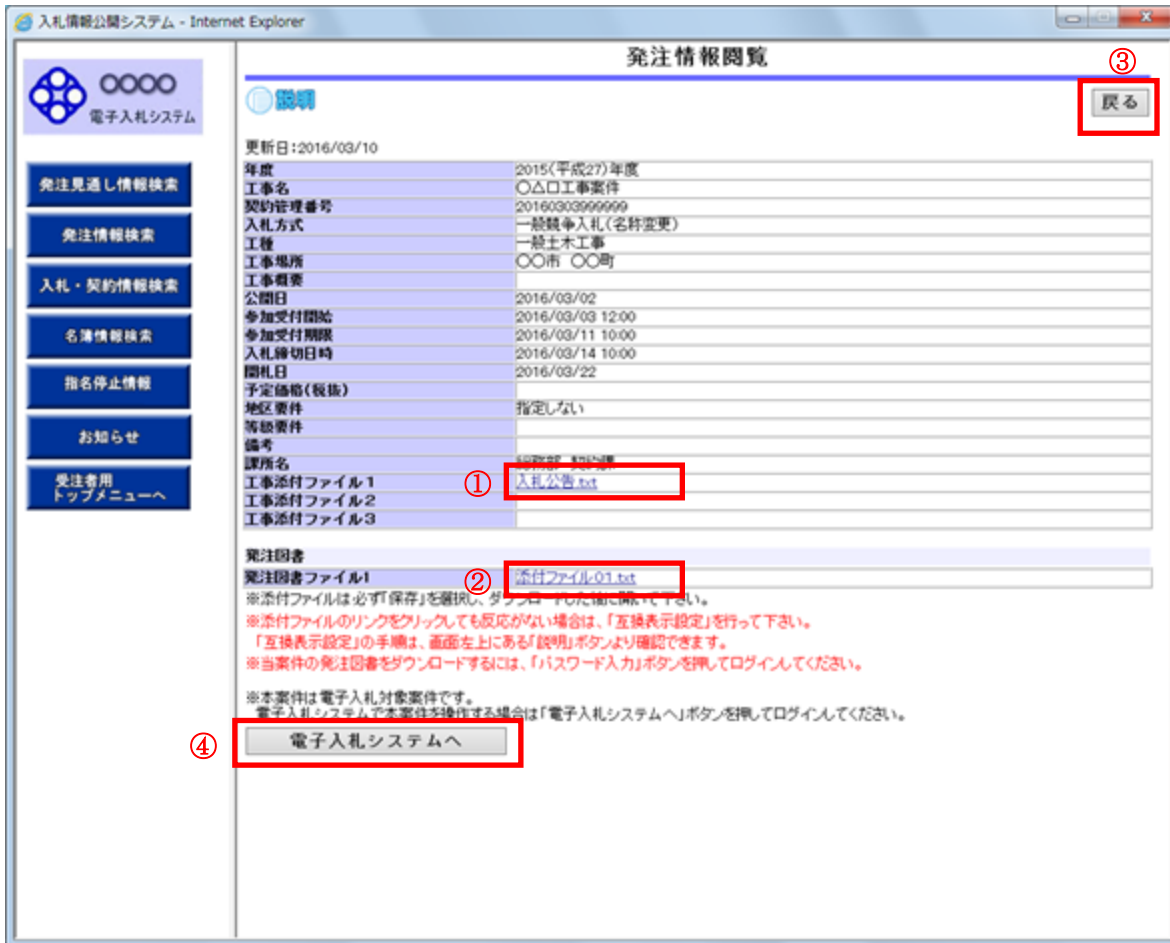 入札情報公開システム - Internet Explorer
〇〇〇〇
電子入札システム
発注見通し情報検索
発注情報検索
入札・契約情報検索
名簿情報検索
指名停止情報
お知らせ
受注者用
トップメニューへ
発注情報閲覧
③
説明
戻る
更新日:2016/03/10
年度 2015(平成27)年度
工事名 〇△口工事案件
契約管理番号 20160303999999
入札方式 一般競争入札(名称変更)
工種 一般土木工事
工事場所 〇〇市 〇〇町
工事概要
公開日 2016/03/02
参加受付開始 2016/03/03 12:00
参加受付期限 2016/03/11 10:00
入札締切日時 2016/03/14 10:00
開札日 2016/03/22
予定価格(税抜)
地区要件 指定しない
等級要件
備考
課所名 総務部 契約課
工事添付ファイル1 ① 入札公告.txt
工事添付ファイル2
工事添付ファイル3
発注図書
発注図書ファイル1 ② 添付ファイル01.txt
※添付ファイルは必ず「保存」を選択し、ダウンロードした後に開いて下さい。
※添付ファイルのリンクをクリックしても反応がない場合は、「互換表示設定」を行って下さい。
「互換表示設定」の手順は、画面左上にある「説明」ボタンより確認できます。
※当案件の発注図書をダウンロードするには、「パスワード入力」ボタンを押してログインしてください。
※本案件は電子入札対象案件です。
電子入札システムで本案件を操作する場合は「電子入札システムへ」ボタンを押してログインしてください。
④ 電子入札システムへ